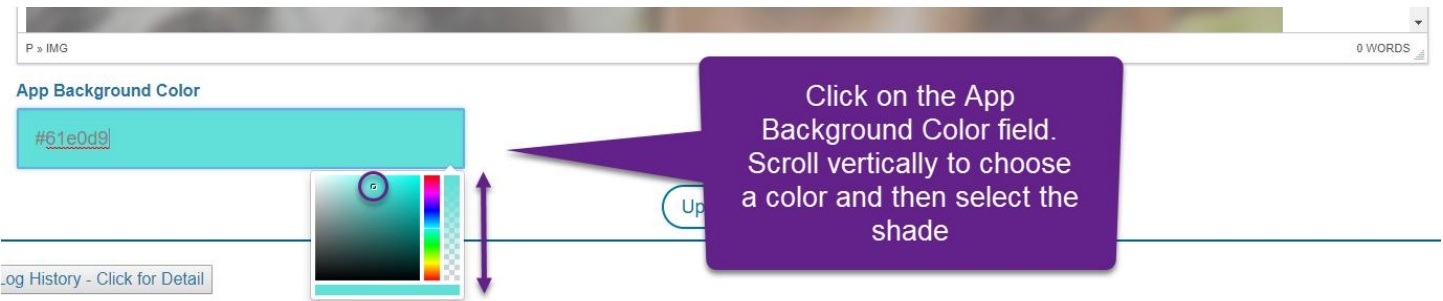 P » IMG
0 WORDS
App Background Color
#61e0d9
Click on the App
Background Color field.
Scroll vertically to choose
a color and then select the
shade
Up
Log History - Click for Detail